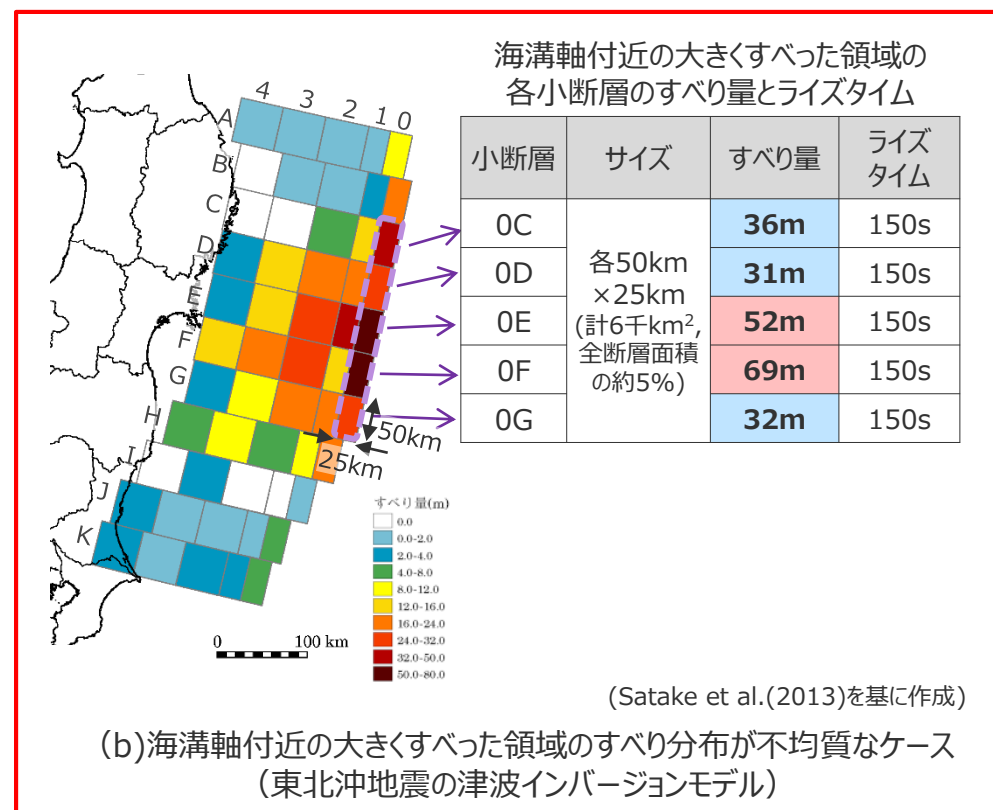 海溝軸付近の大きくすべった領域の
各小断層のすべり量とライズタイム
4 3 2 1 0
A
B
C
D
E
F
G
H
I
J
K
50km
25km
小断層 サイズ すべり量 ライズ
タイム
0C 36m 150s
0D 31m 150s
0E 52m 150s
0F 69m 150s
0G 32m 150s
各50km
×25km
(計6千km²,
全断層面積
の約5%)
すべり量(m)
0.0
0.0-2.0
2.0-4.0
4.0-8.0
8.0-12.0
12.0-16.0
16.0-24.0
24.0-32.0
32.0-50.0
50.0-80.0
0 100 km
(Satake et al.(2013)を基に作成)
(b)海溝軸付近の大きくすべった領域のすべり分布が不均質なケース
（東北沖地震の津波インバージョンモデル）